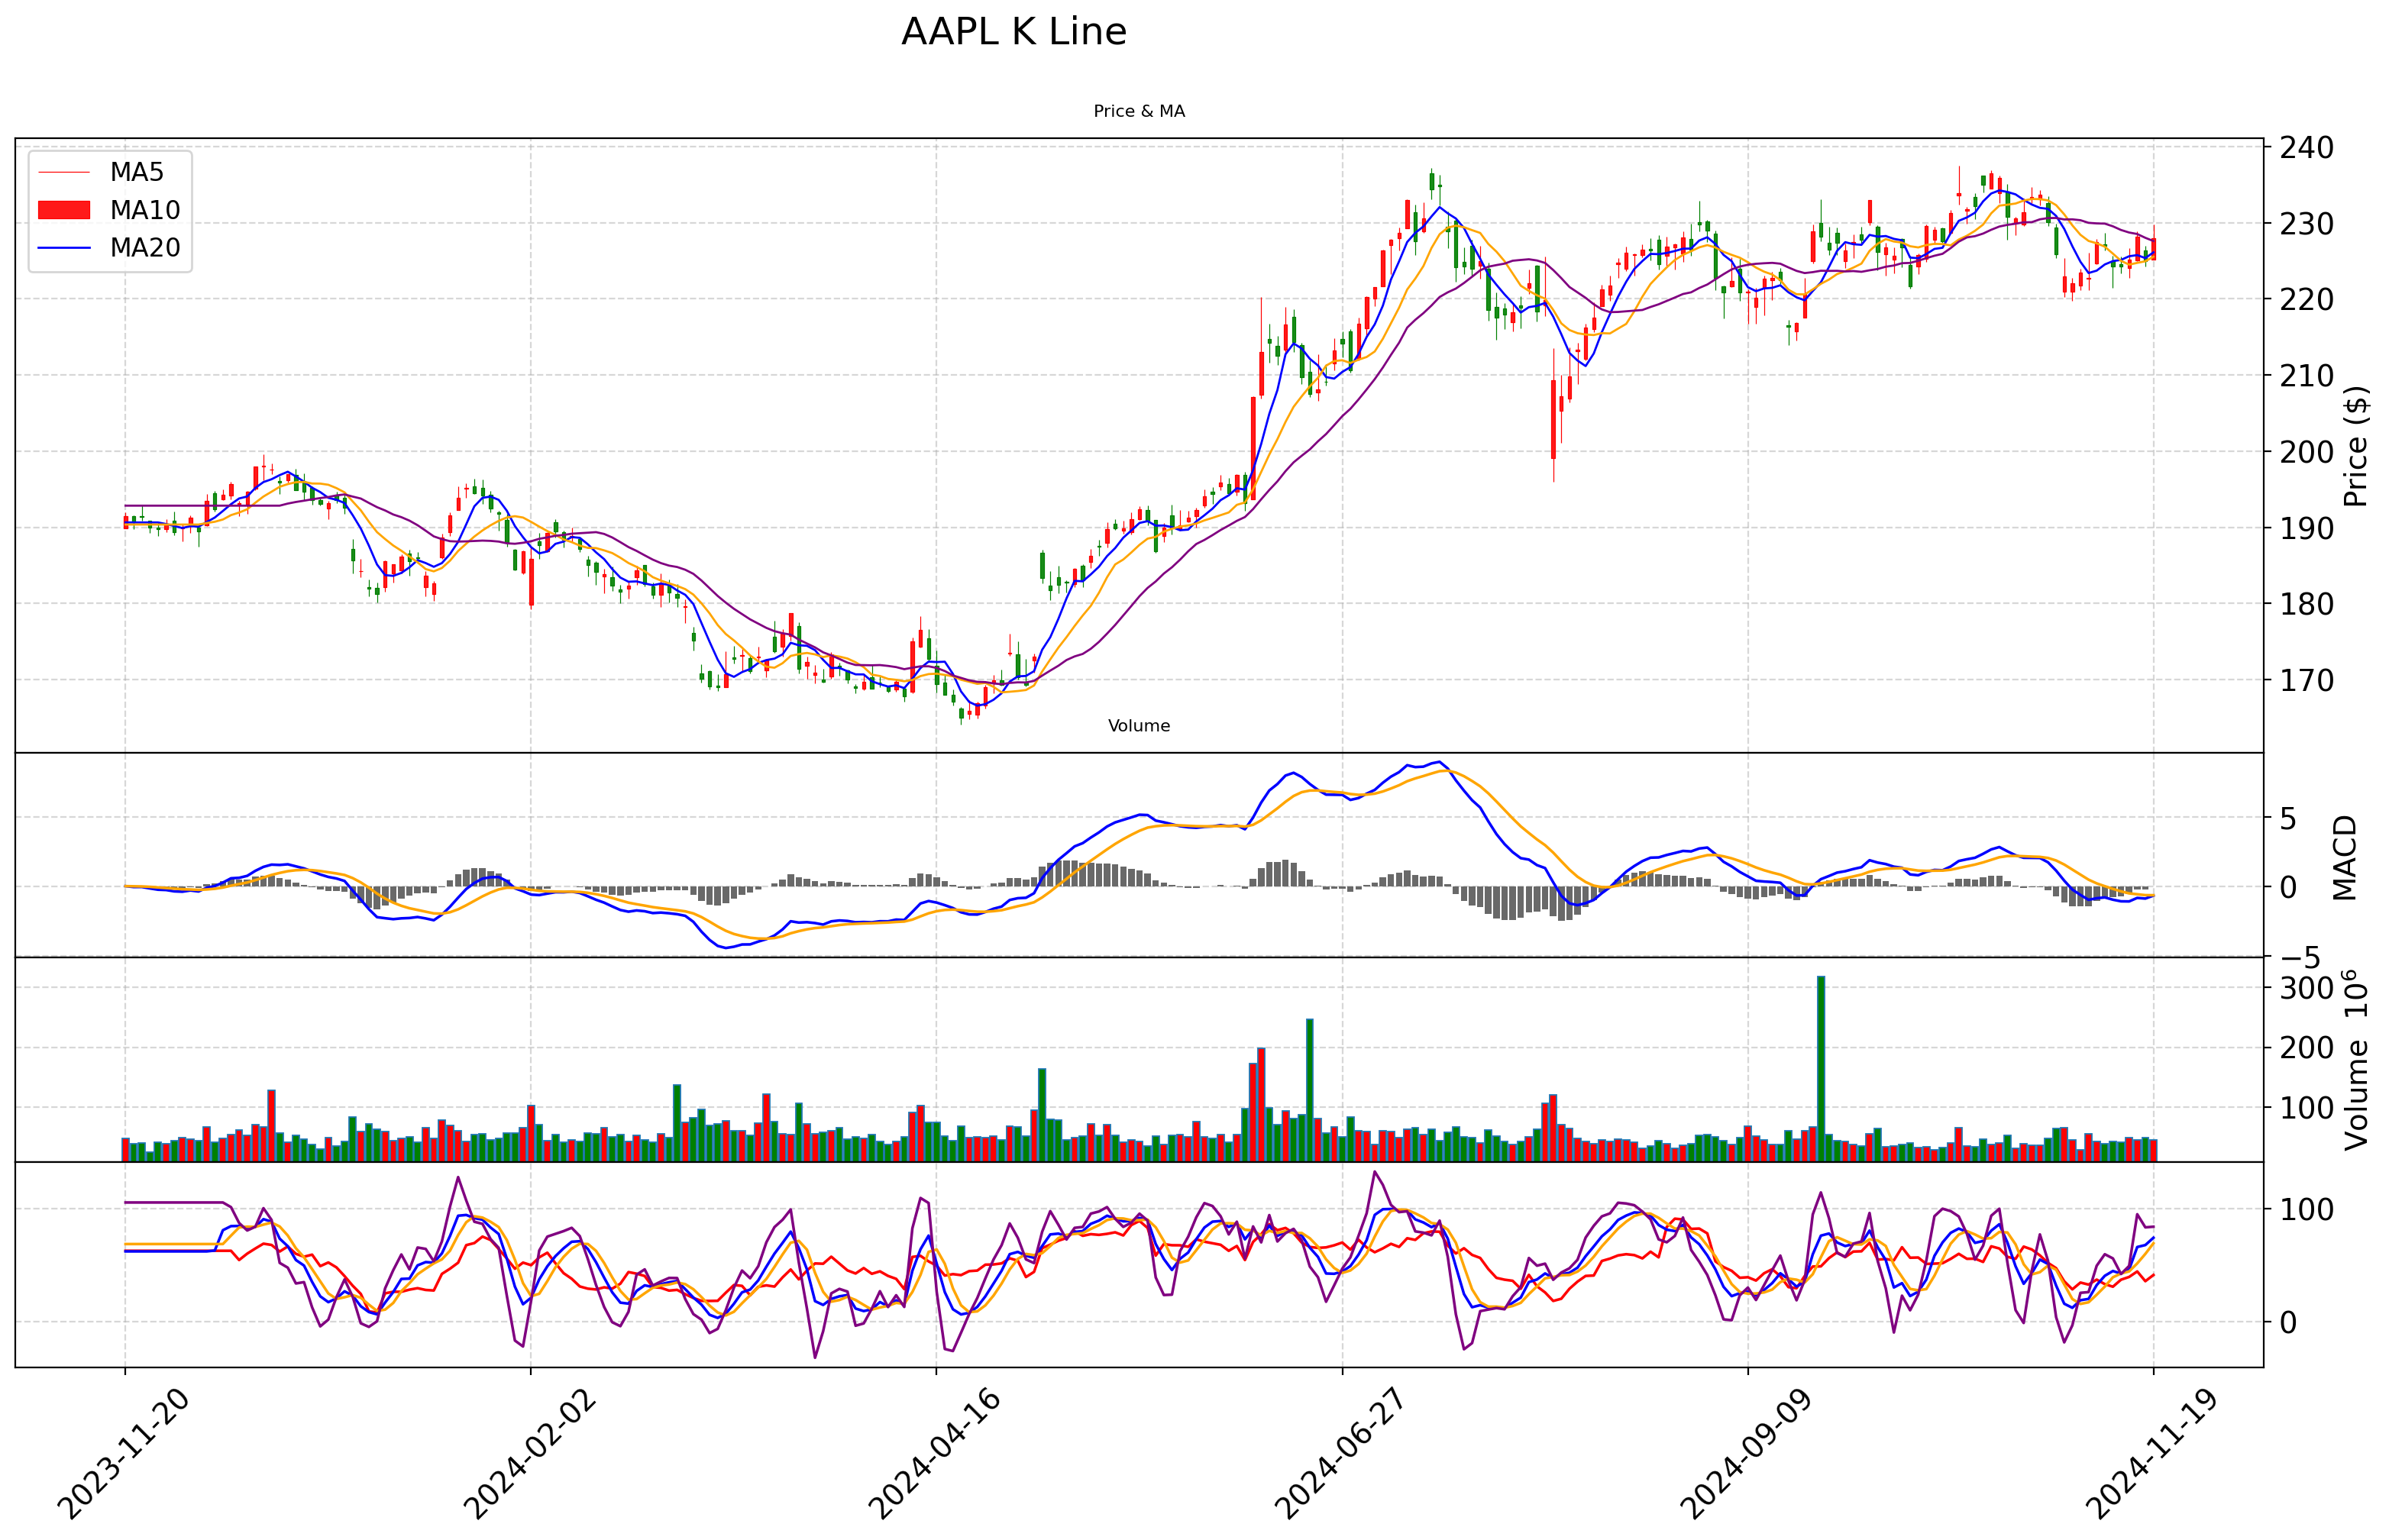 AAPL K Line
Price & MA
MA5
MA10
MA20
240
230
220
210
200
190
180
170
Price ($)
Volume
5
0
−5
MACD
300
200
100
Volume 10⁶
100
0
2023-11-20
2024-02-02
2024-04-16
2024-06-27
2024-09-09
2024-11-19